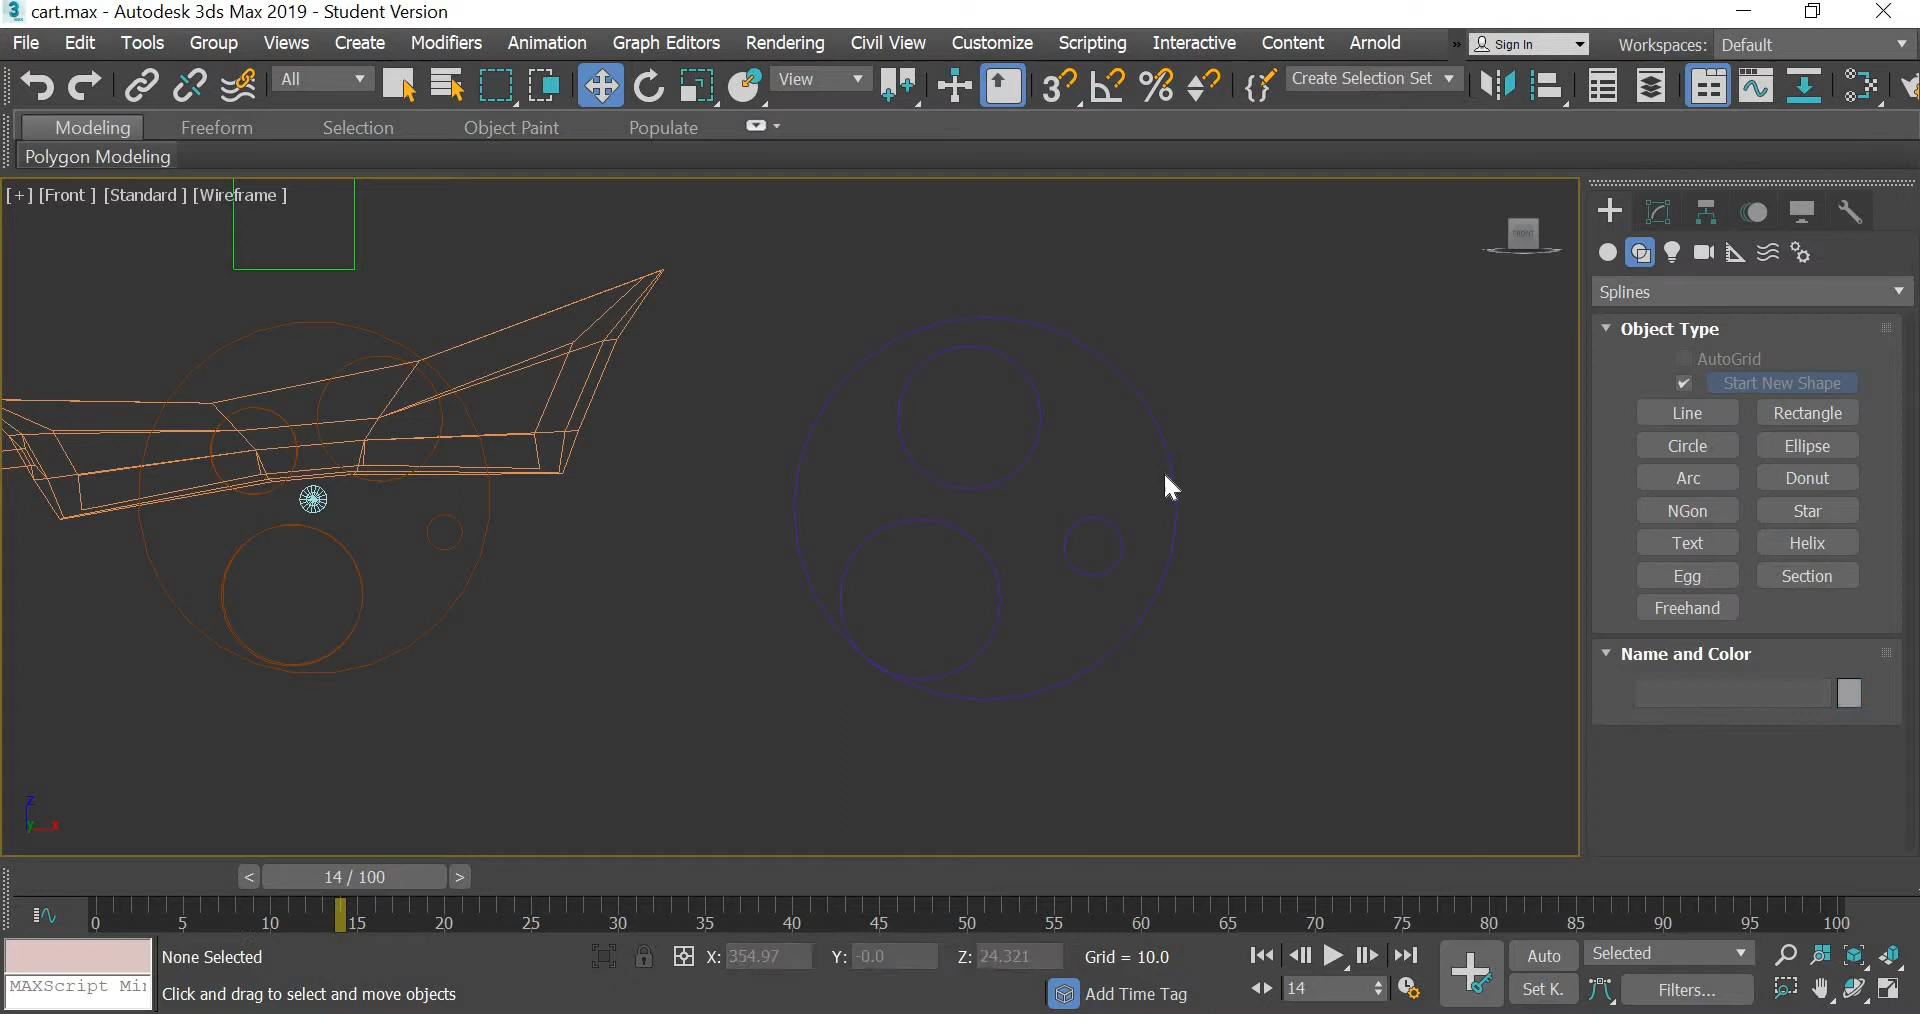 cart.max - Autodesk 3ds Max 2019 - Student Version
File Edit Tools Group Views Create Modifiers Animation Graph Editors Rendering Civil View Customize Scripting Interactive Content Arnold » Sign In Workspaces: Default
All View Create Selection Set
Modeling Freeform Selection Object Paint Populate
Polygon Modeling
[+] [Front ] [Standard ] [Wireframe ]
FRONT
Splines
Object Type
AutoGrid
Start New Shape
Line Rectangle
Circle Ellipse
Arc Donut
NGon Star
Text Helix
Egg Section
Freehand
Name and Color
z
y x
< 14 / 100 >
0 5 10 15 20 25 30 35 40 45 50 55 60 65 70 75 80 85 90 95 100
None Selected X: 354.97 Y: -0.0 Z: 24.321 Grid = 10.0 Auto Selected
MAXScript Mi Click and drag to select and move objects Add Time Tag 14 Set K. Filters...